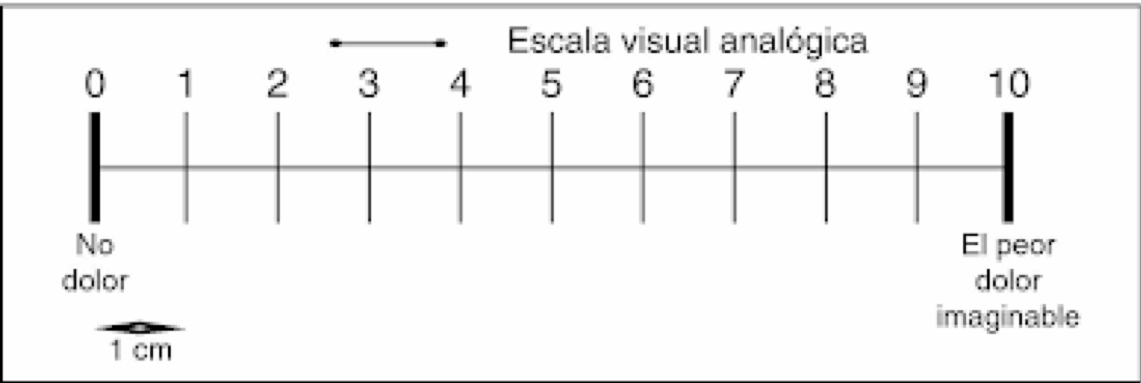 Escala visual analógica
0 1 2 3 4 5 6 7 8 9 10
No
dolor
El peor
dolor
imaginable
1 cm